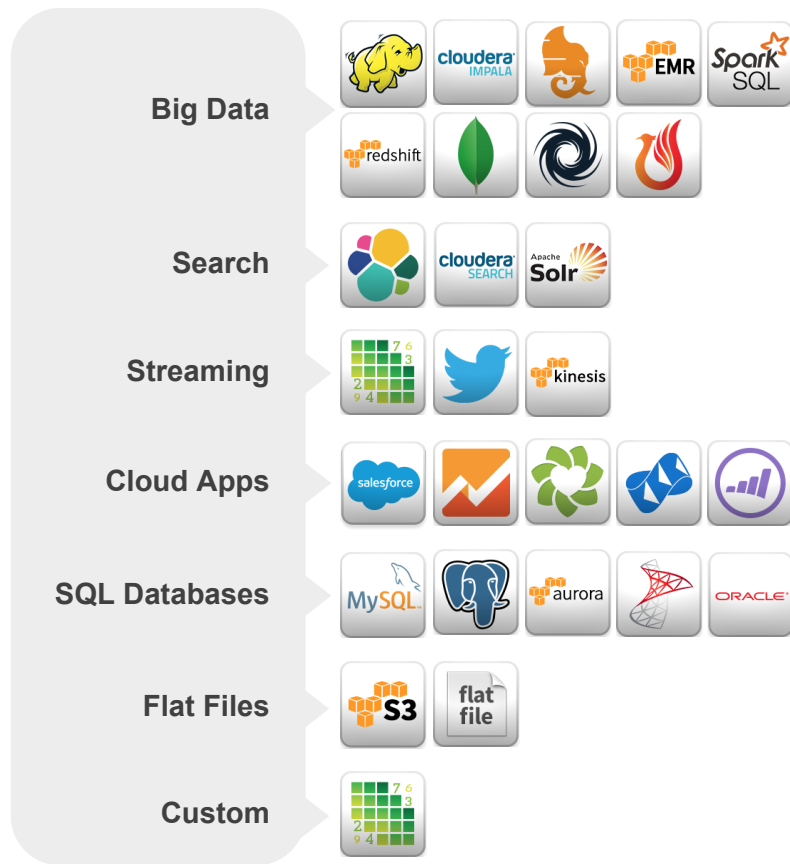 Big Data
cloudera
IMPALA
EMR
Spark
SQL
redshift
Search
cloudera
SEARCH
Apache
Solr
Streaming
7 6
3
2
9 4
kinesis
Cloud Apps
salesforce
SQL Databases
MySQL
aurora
ORACLE
Flat Files
S3
flat
file
Custom
7 6
3
2
9 4